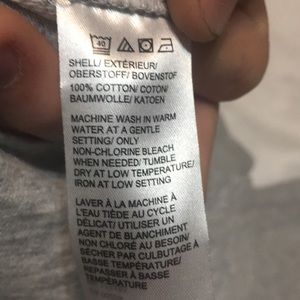 40
SHELL/ EXTÉRIEUR/
OBERSTOFF/ BOVENSTOF
100% COTTON/ COTON/
BAUMWOLLE/ KATOEN
MACHINE WASH IN WARM
WATER AT A GENTLE
SETTING/ ONLY
NON-CHLORINE BLEACH
WHEN NEEDED/ TUMBLE
DRY AT LOW TEMPERATURE/
IRON AT LOW SETTING
LAVER À LA MACHINE À
L'EAU TIÈDE AU CYCLE
DÉLICAT/ UTILISER UN
AGENT DE BLANCHIMENT
NON CHLORÉ AU BESOIN/
SÉCHER PAR CULBUTAGE À
BASSE TEMPÉRATURE/
REPASSER À BASSE
TEMPÉRATURE